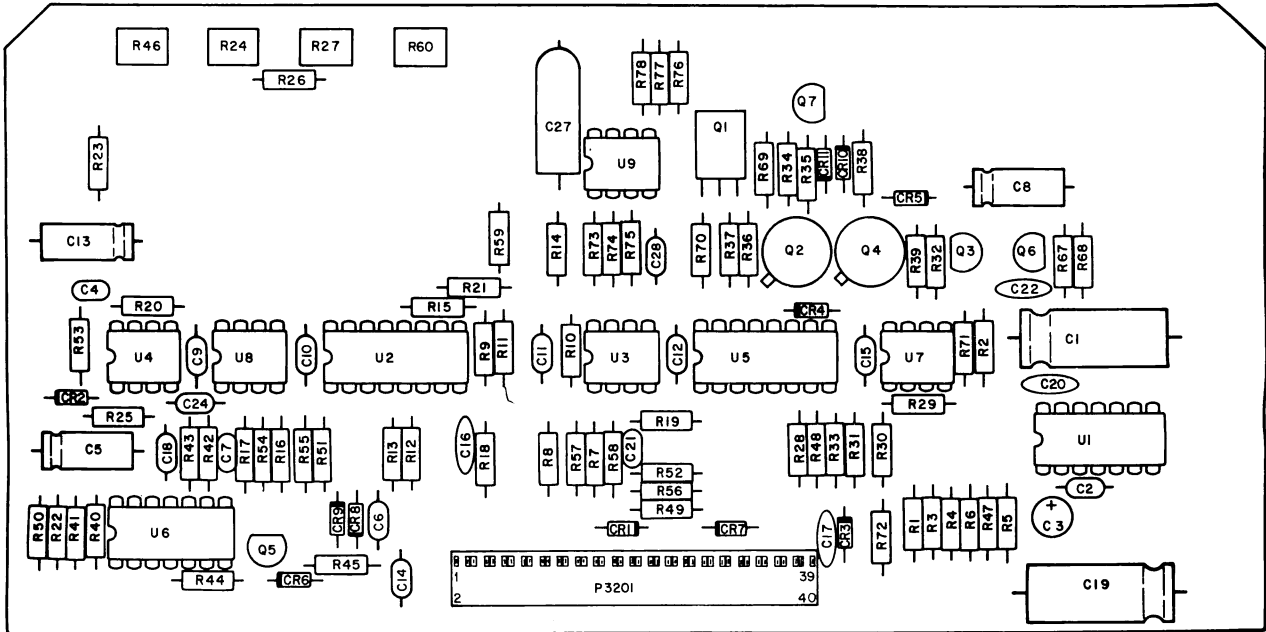 R46 R24 R27 R60
R26
R78 R77 R76
Q7
C27
Q1
R23
U9
R69 R34 R35 CR11 CR10 R38
C8
CR5
C13
R59
R14 R73 R74 R75 C28
R70 R37 R36
Q2 Q4
R39 R32 Q3 Q6 R67 R68
C4
R21
C22
R20
R15
CR4
R53
U4 C9 U8 C10 U2 R9 R11 C11 R10 U3 C12 U5 C15 U7 R71 R2 C1
C20
CR2
C24
R29
R25
R19
C5 C18 R43 R42 C7 R17 R54 R16 R55 R51 R13 R12 C16 R18 R8 R57 R7 R58 C21
R28 R48 R33 R31 R30
U1
R52
R56
C2
R49
R50 R22 R41 R40 U6
CR9 CR8 C6
CR1 CR7
C17 CR3 R72 R1 R3 R4 R6 R47 R5
+
C3
Q5
R45
R44 CR6
C14
1 39
P3201
2 40
C19